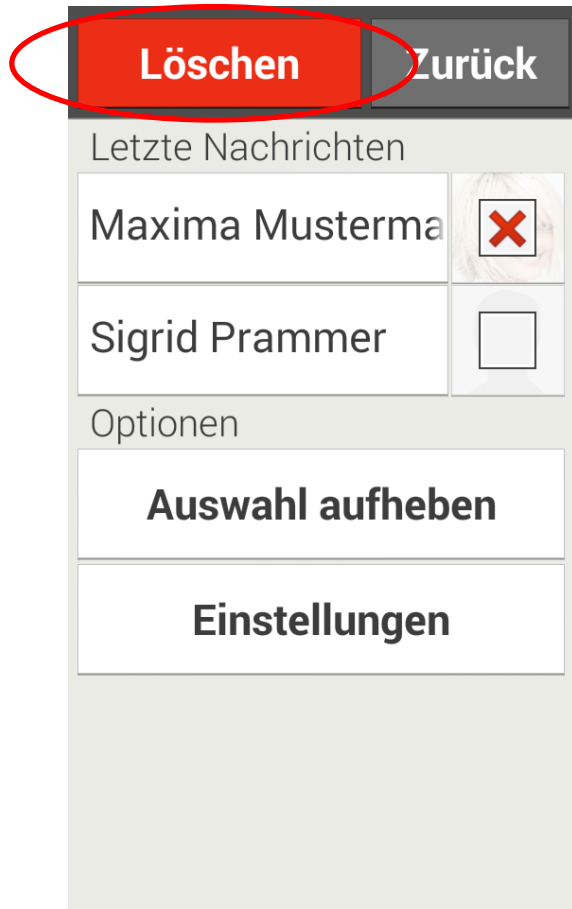 Löschen Zurück
Letzte Nachrichten
Maxima Musterma
Sigrid Prammer
Optionen
Auswahl aufheben
Einstellungen